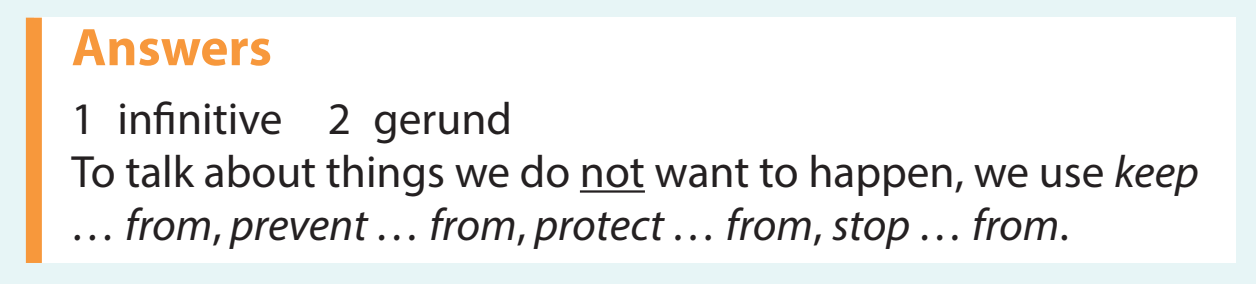 Answers
1 infinitive 2 gerund
To talk about things we do not want to happen, we use keep
… from, prevent … from, protect … from, stop … from.